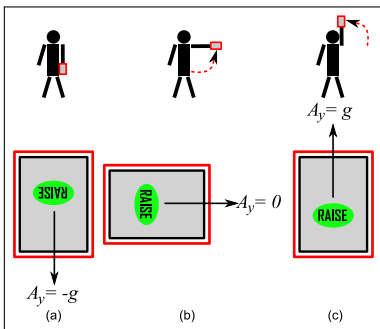 A_y = g
RAISE
RAISE
A_y = 0
RAISE
A_y = -g
(a)
(b)
(c)